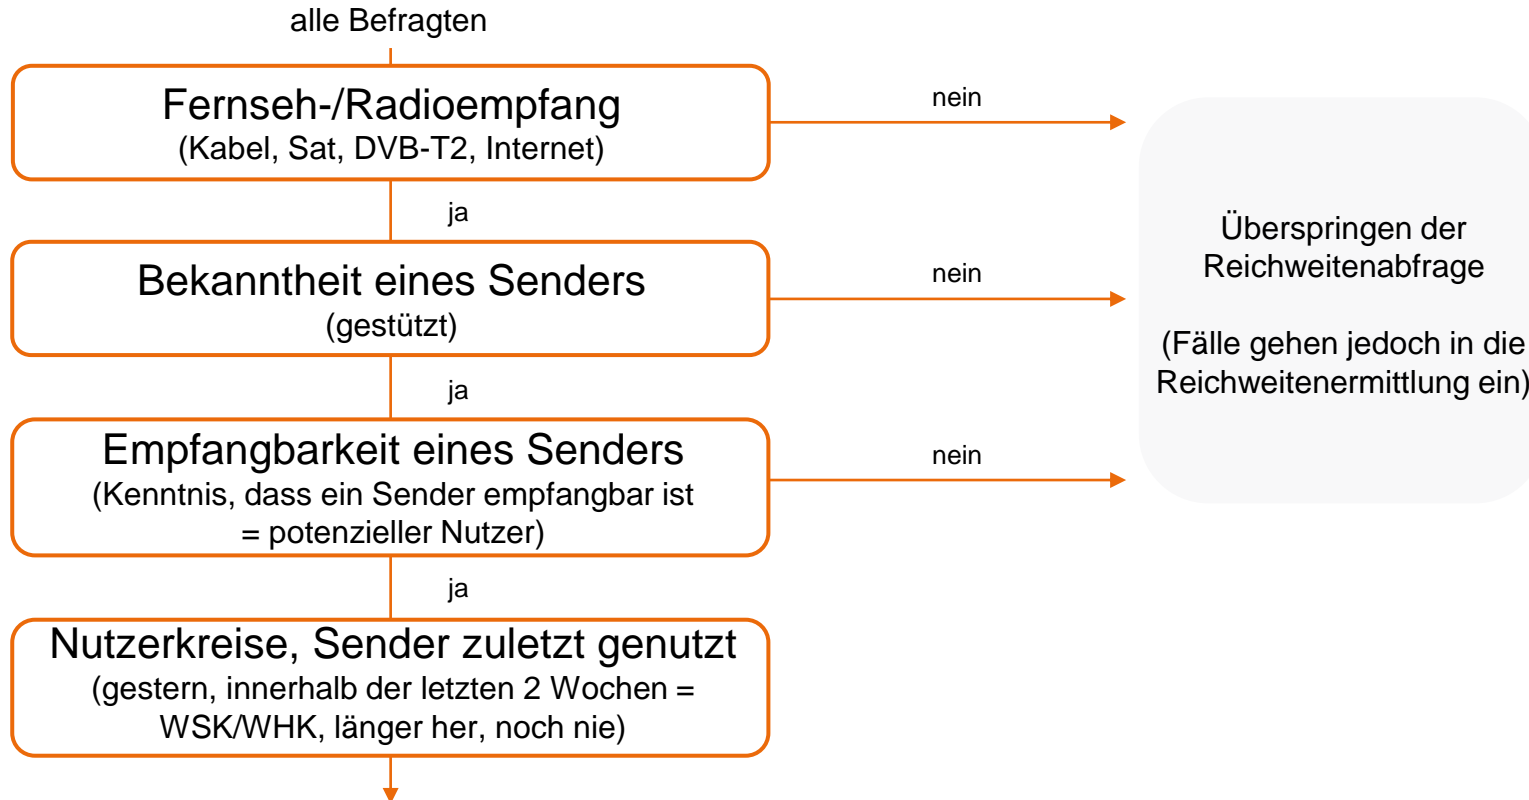 alle Befragten
Fernseh-/Radioempfang
(Kabel, Sat, DVB-T2, Internet)
nein
ja
Bekanntheit eines Senders
(gestützt)
nein
ja
Empfangbarkeit eines Senders
(Kenntnis, dass ein Sender empfangbar ist
= potenzieller Nutzer)
nein
ja
Nutzerkreise, Sender zuletzt genutzt
(gestern, innerhalb der letzten 2 Wochen =
WSK/WHK, länger her, noch nie)
Überspringen der
Reichweitenabfrage
(Fälle gehen jedoch in die
Reichweitenermittlung ein)